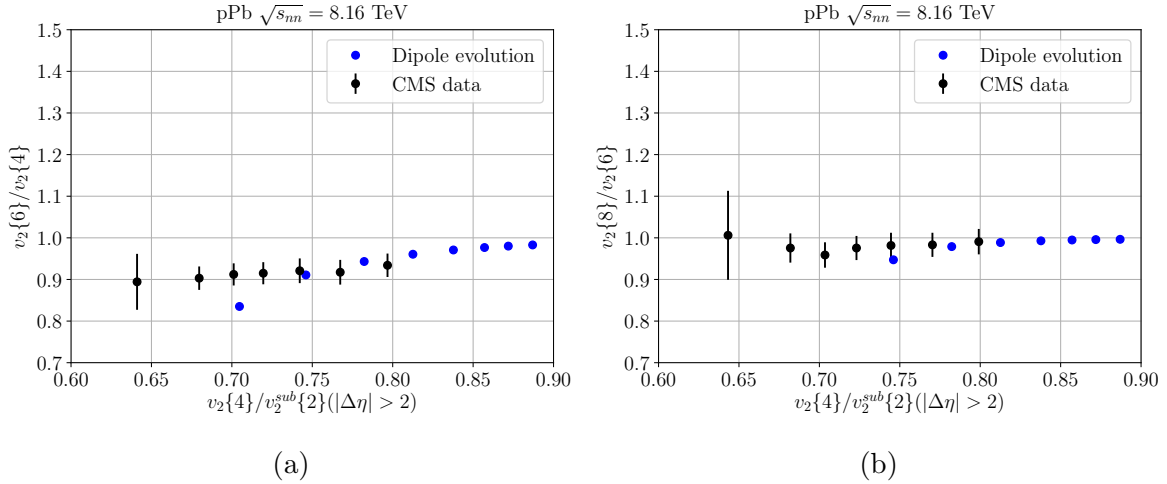 pPb √s_{nn} = 8.16 TeV
1.5
1.4
1.3
1.2
1.1
1.0
0.9
0.8
0.7
v₂{6}/v₂{4}
Dipole evolution
CMS data
0.60 0.65 0.70 0.75 0.80 0.85 0.90
v₂{4}/v₂^{sub}{2}(|Δη| > 2)
(a)
pPb √s_{nn} = 8.16 TeV
1.5
1.4
1.3
1.2
1.1
1.0
0.9
0.8
0.7
v₂{8}/v₂{6}
Dipole evolution
CMS data
0.60 0.65 0.70 0.75 0.80 0.85 0.90
v₂{4}/v₂^{sub}{2}(|Δη| > 2)
(b)